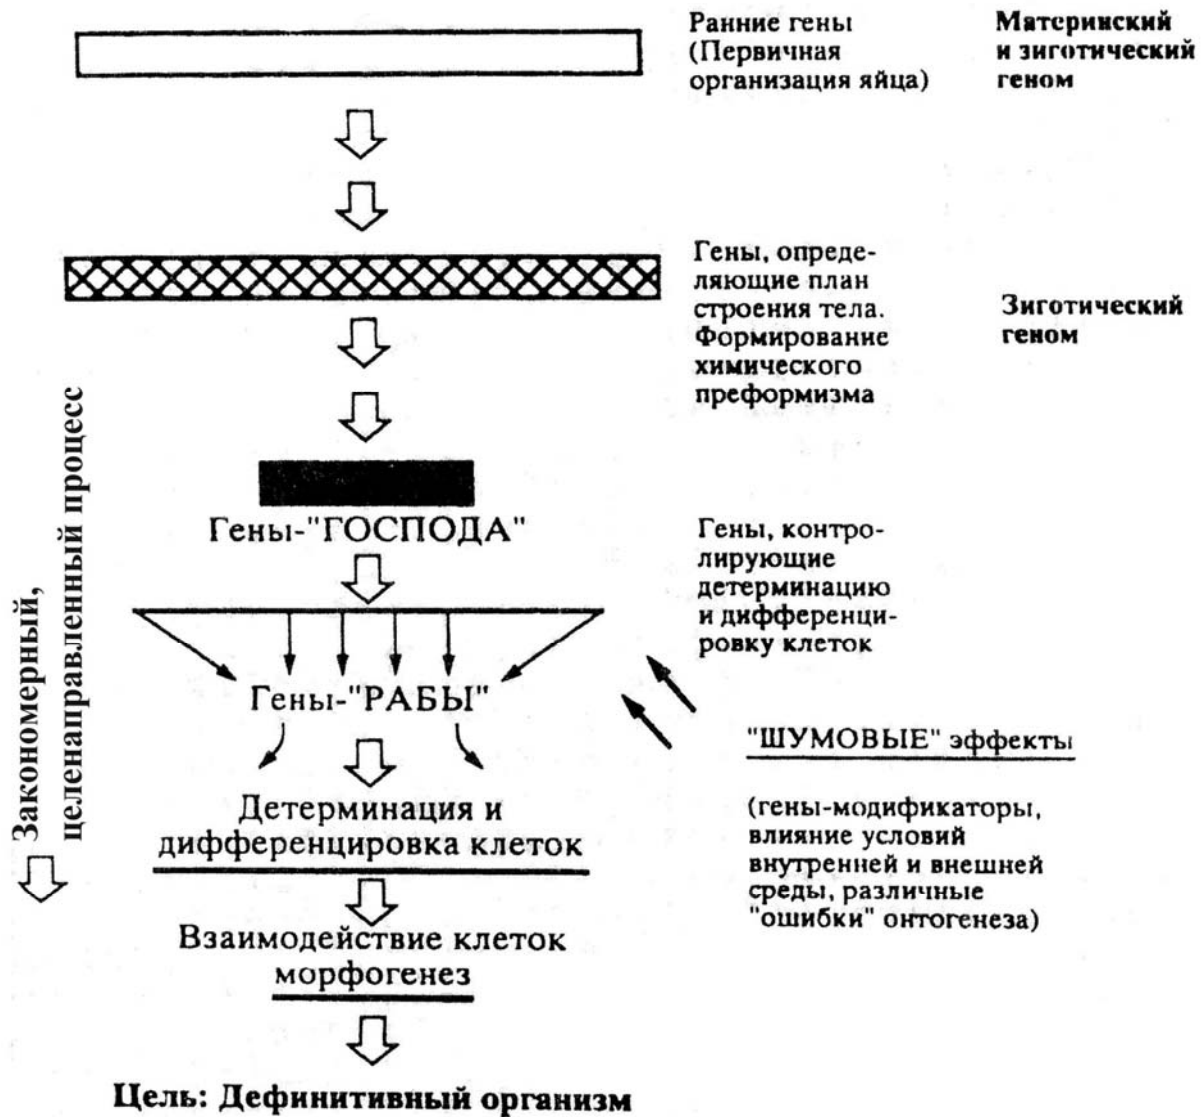 Ранние гены
(Первичная
организация яйца)
Материнский
и зиготический
геном
Гены, опреде-
ляющие план
строения тела.
Формирование
химического
преформизма
Зиготический
геном
Закономерный,
целенаправленный процесс
Гены-"ГОСПОДА"
Гены, контро-
лирующие
детерминацию
и дифференци-
ровку клеток
Гены-"РАБЫ"
"ШУМОВЫЕ" эффекты
(гены-модификаторы,
влияние условий
внутренней и внешней
среды, различные
"ошибки" онтогенеза)
Детерминация и
дифференцировка клеток
Взаимодействие клеток
морфогенез
Цель: Дефинитивный организм